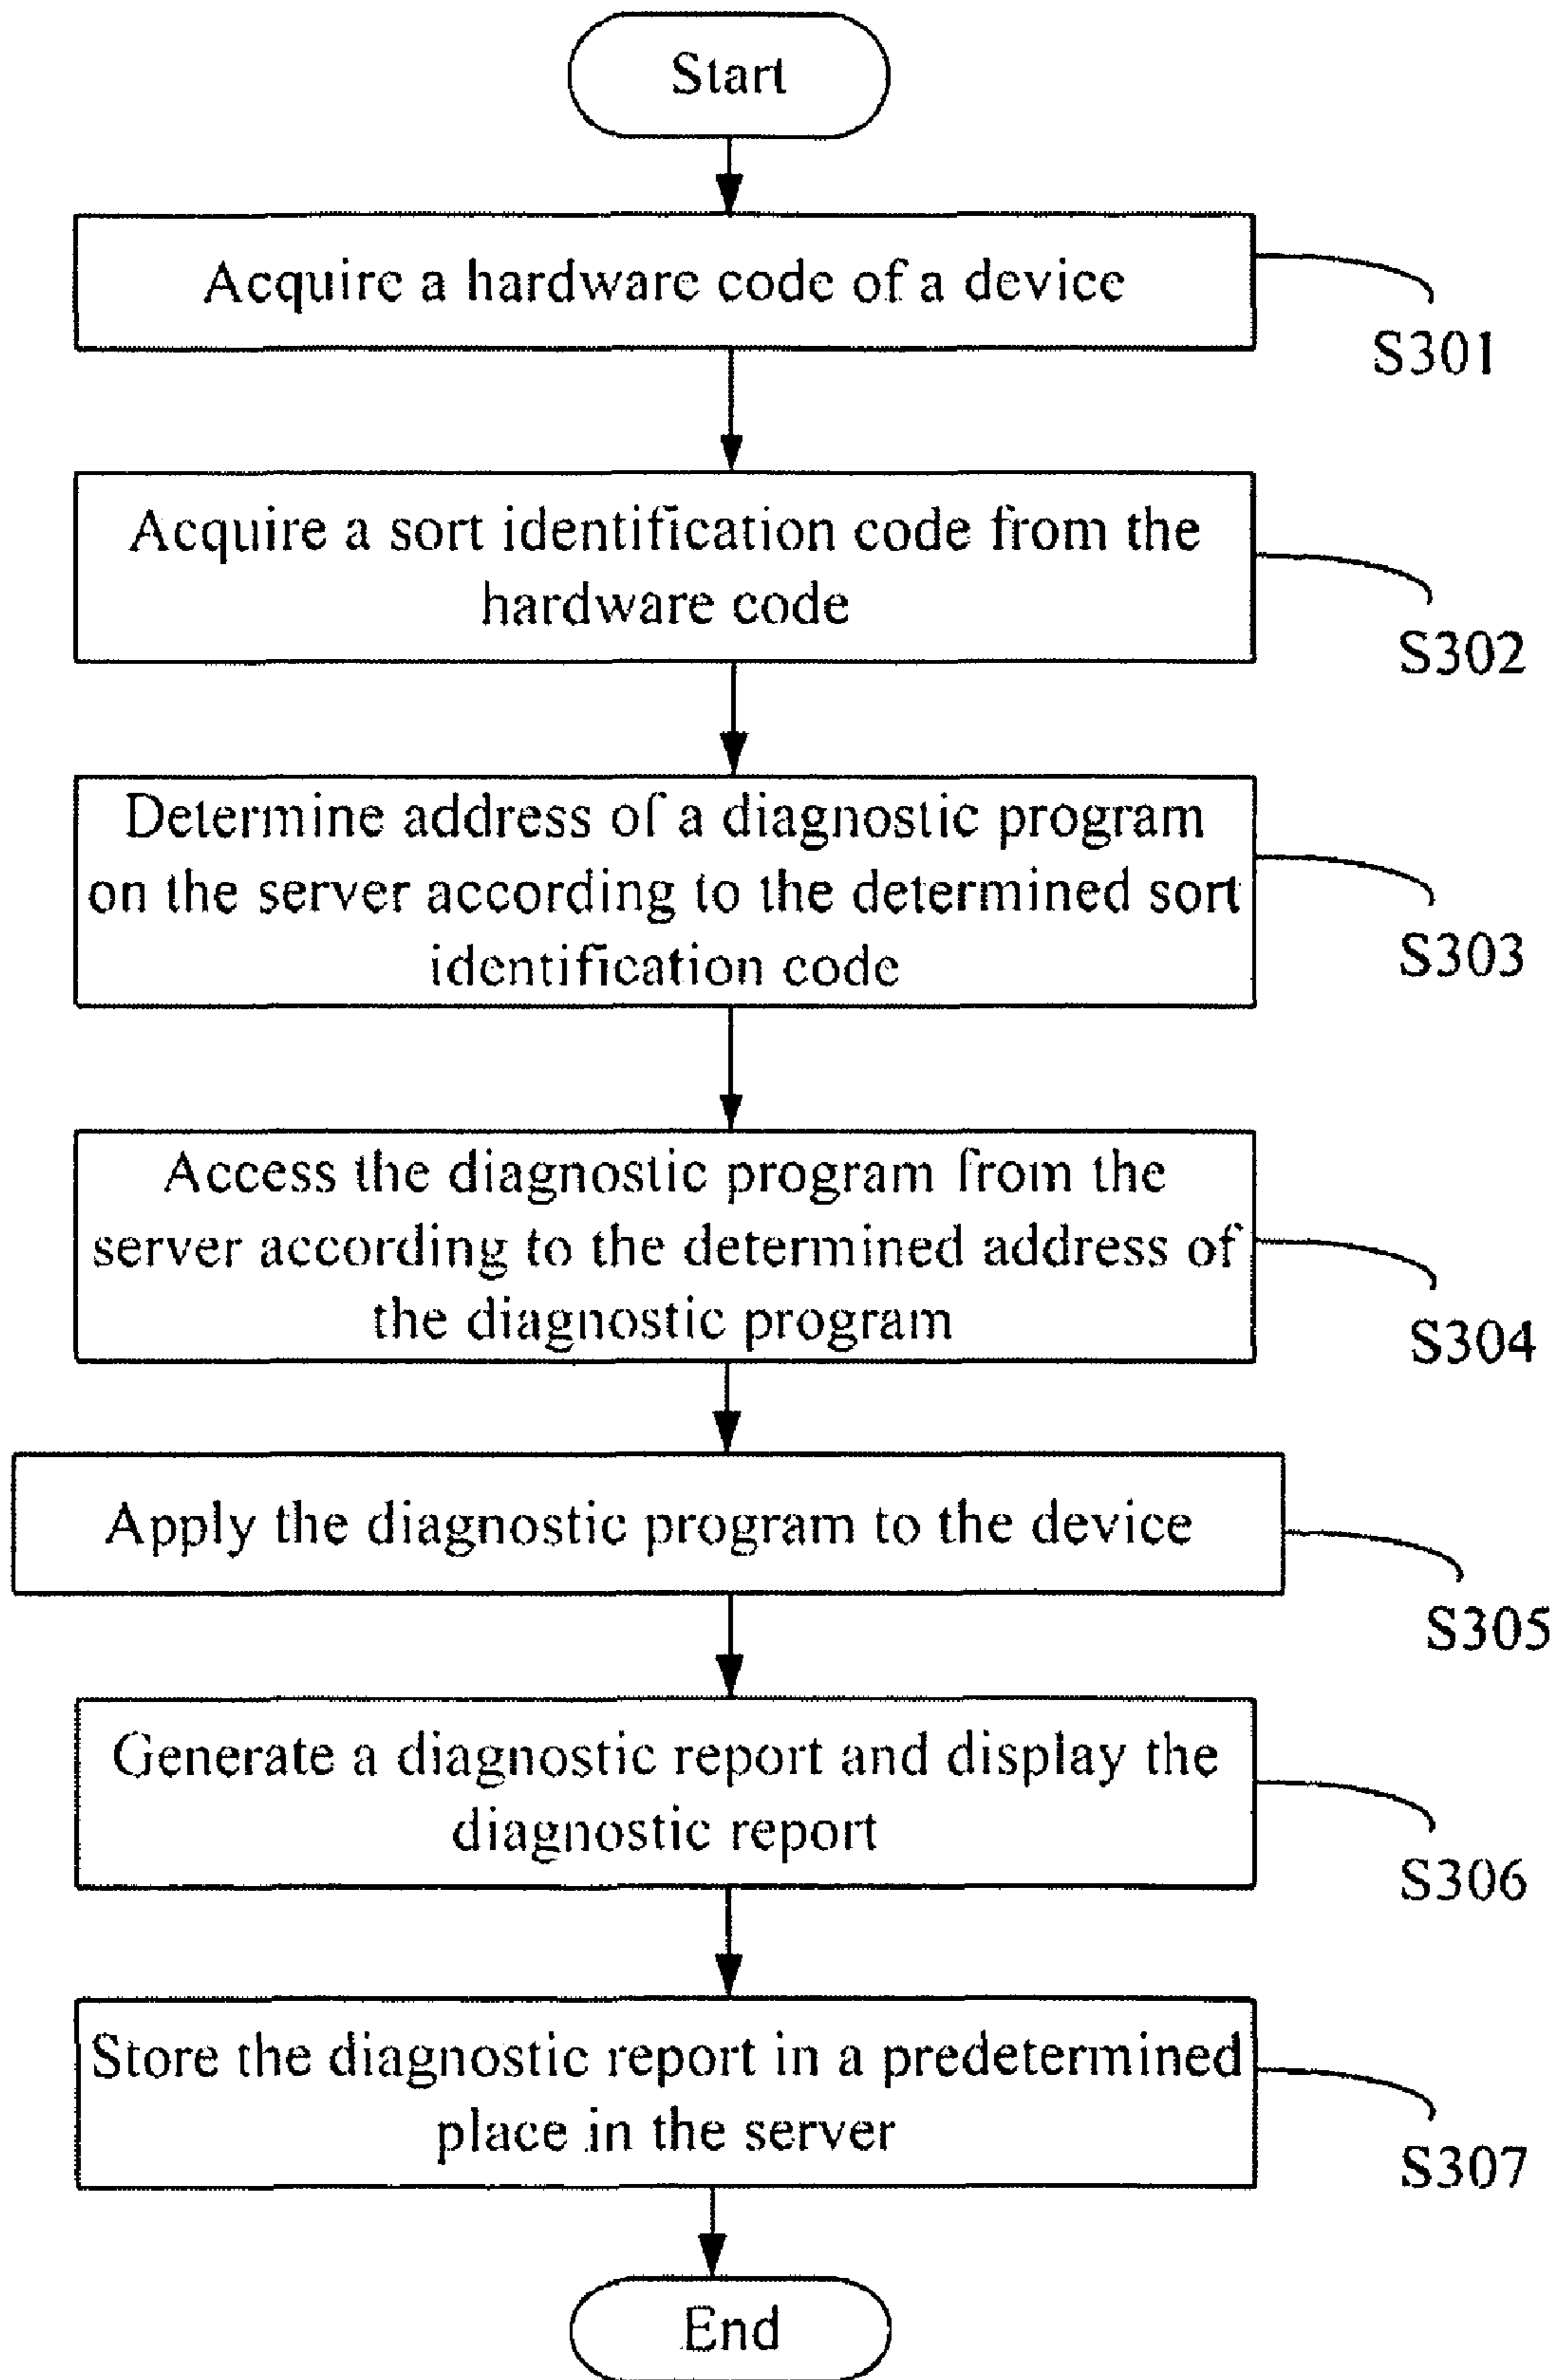 Start
Acquire a hardware code of a device
S301
Acquire a sort identification code from the
hardware code
S302
Determine address of a diagnostic program
on the server according to the determined sort
identification code
S303
Access the diagnostic program from the
server according to the determined address of
the diagnostic program
S304
Apply the diagnostic program to the device
S305
Generate a diagnostic report and display the
diagnostic report
S306
Store the diagnostic report in a predetermined
place in the server
S307
End